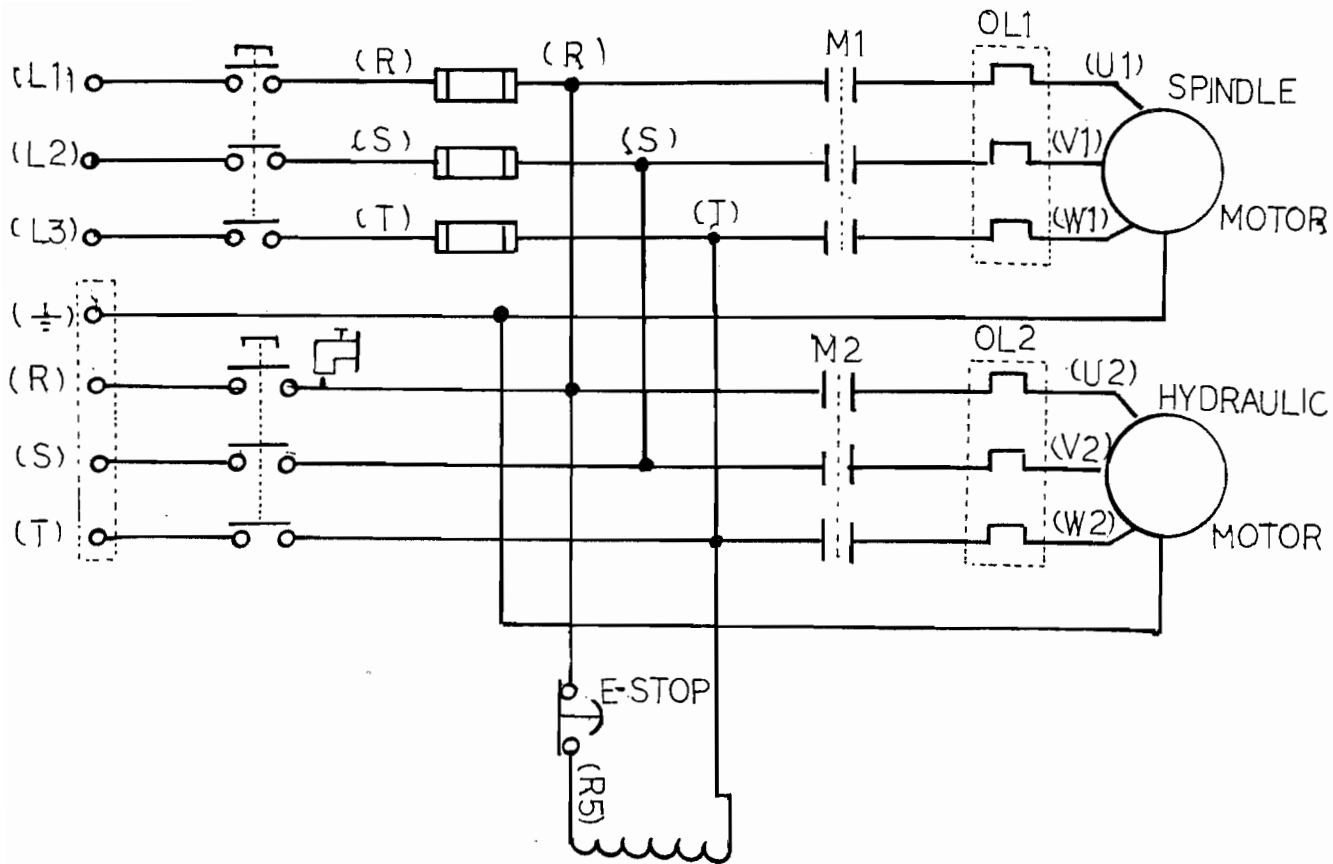 OL1
M1
(L1) (R) (R) (U1)
SPINDLE
(L2) (S) (S) (V1)
(L3) (T) (T) (W1) MOTOR
(⏚)
M2 OL2
(R) (U2)
HYDRAULIC
(S) (V2)
(T) (W2) MOTOR
E-STOP
(R5)